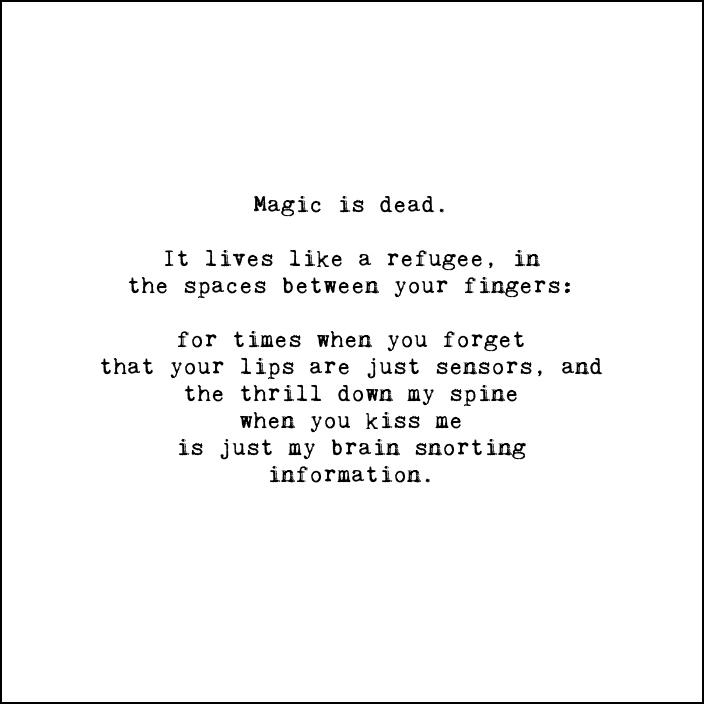 Magic is dead.
It lives like a refugee, in
the spaces between your fingers:
for times when you forget
that your lips are just sensors, and
the thrill down my spine
when you kiss me
is just my brain snorting
information.